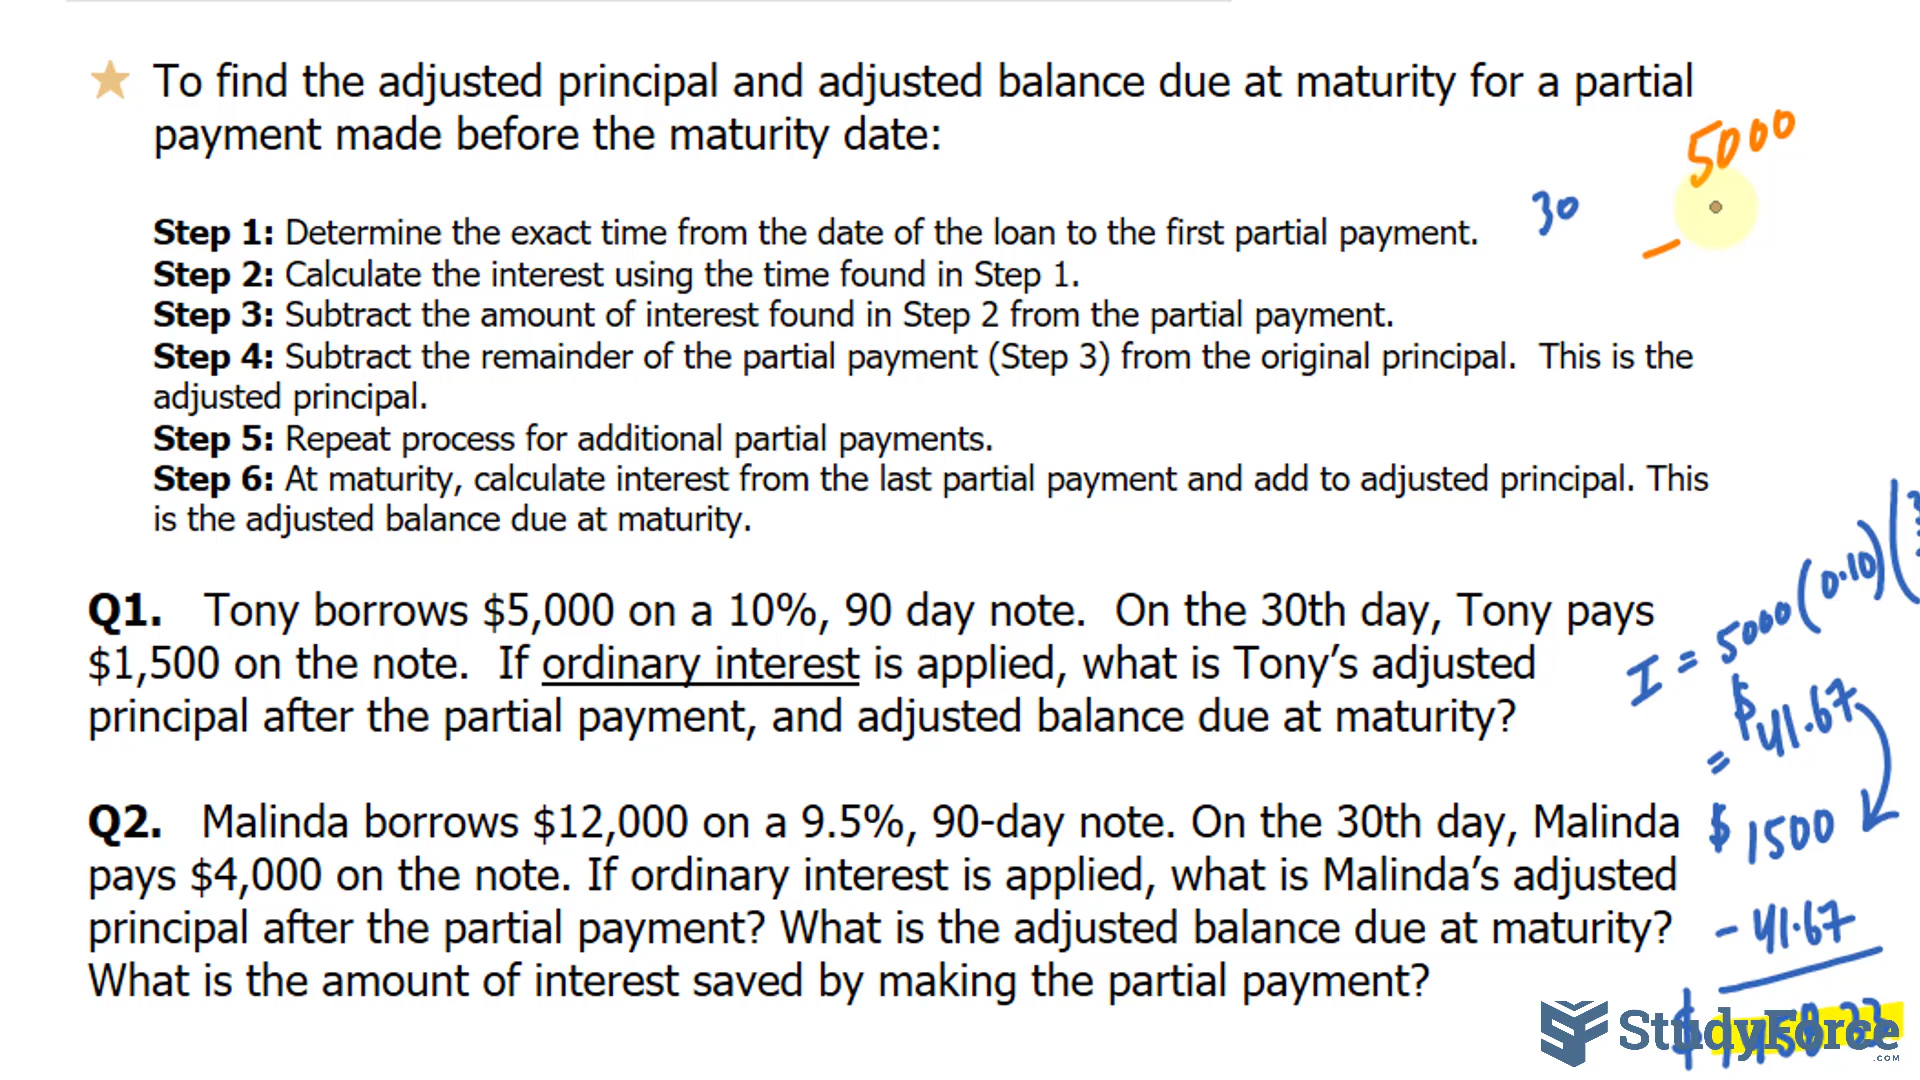 To find the adjusted principal and adjusted balance due at maturity for a partial
payment made before the maturity date:
5000
30
–
Step 1: Determine the exact time from the date of the loan to the first partial payment.
Step 2: Calculate the interest using the time found in Step 1.
Step 3: Subtract the amount of interest found in Step 2 from the partial payment.
Step 4: Subtract the remainder of the partial payment (Step 3) from the original principal.  This is the
adjusted principal.
Step 5: Repeat process for additional partial payments.
Step 6: At maturity, calculate interest from the last partial payment and add to adjusted principal. This
is the adjusted balance due at maturity.
Q1. Tony borrows $5,000 on a 10%, 90 day note.  On the 30th day, Tony pays
$1,500 on the note.  If ordinary interest is applied, what is Tony’s adjusted
principal after the partial payment, and adjusted balance due at maturity?
I = 5000(0.10)(
= $41.67
$ 1500
- 41.67
Q2. Malinda borrows $12,000 on a 9.5%, 90-day note. On the 30th day, Malinda
pays $4,000 on the note. If ordinary interest is applied, what is Malinda’s adjusted
principal after the partial payment? What is the adjusted balance due at maturity?
What is the amount of interest saved by making the partial payment?
$ 1458.33
StudyForce
.COM